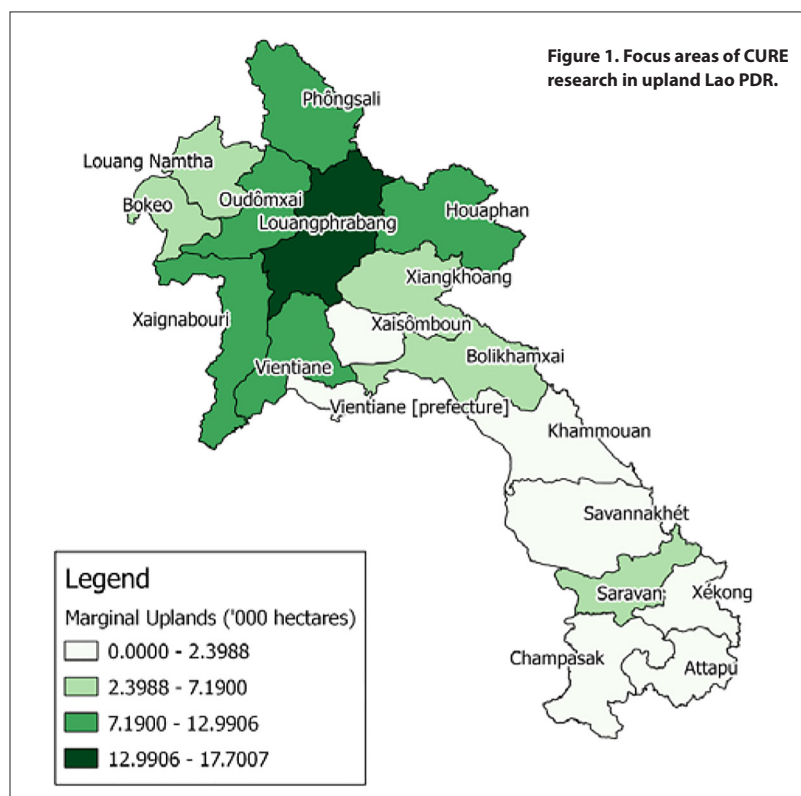 Figure 1. Focus areas of CURE
research in upland Lao PDR.
Phôngsali
Louang Namtha
Bokeo
Oudômxai
Louangphrabang
Houaphan
Xiangkhoang
Xaignabouri
Xaisômboun
Bolikhamxai
Vientiane
Vientiane [prefecture]
Khammouan
Savannakhét
Saravan
Xékong
Champasak
Attapu
Legend
Marginal Uplands ('000 hectares)
0.0000 - 2.3988
2.3988 - 7.1900
7.1900 - 12.9906
12.9906 - 17.7007